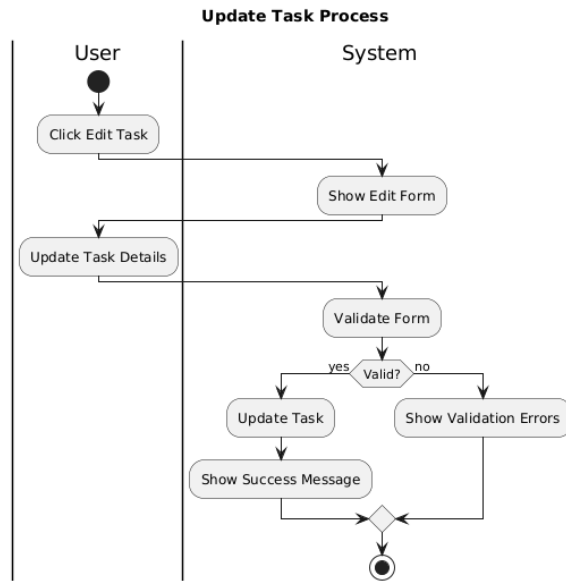 Update Task Process
User
System
Click Edit Task
Show Edit Form
Update Task Details
Validate Form
yes
Valid?
no
Update Task
Show Validation Errors
Show Success Message